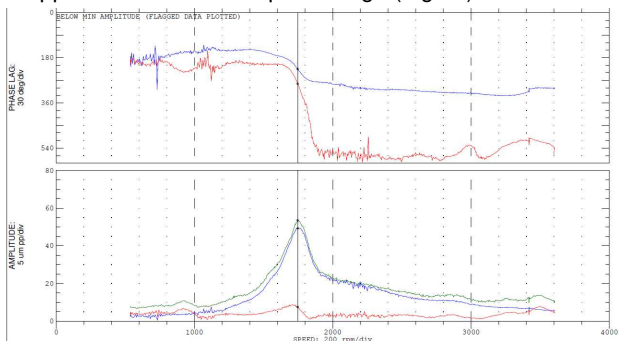 BELOW MIN AMPLITUDE (FLAGGED DATA PLOTTED)
PHASE LAG:
30 deg/div
0
180
360
540
AMPLITUDE:
5 um pp/div
80
60
40
20
0
0
1000
2000
3000
4000
SPEED: 200 rpm/div